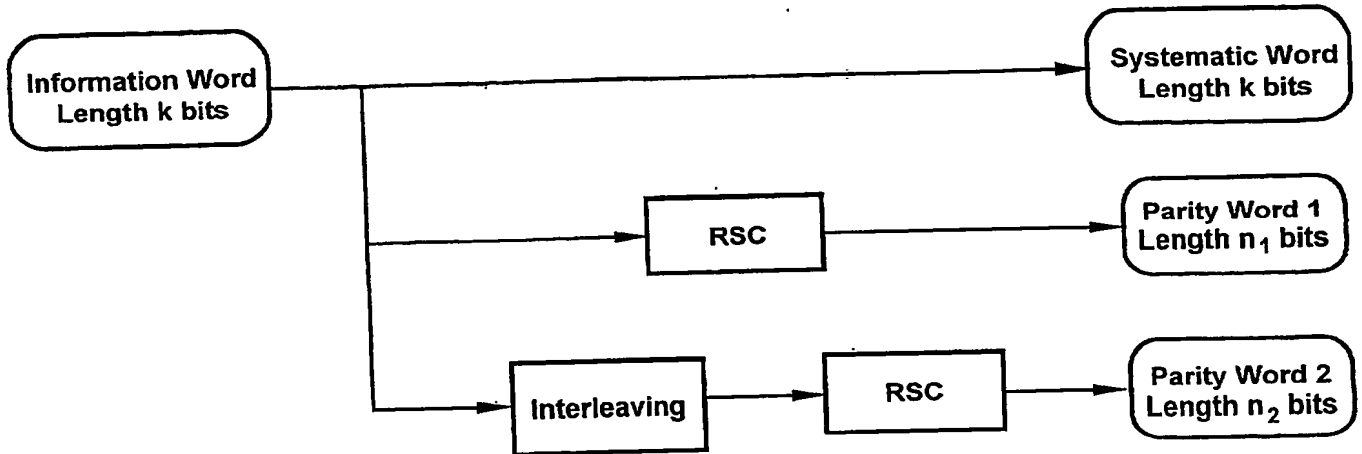 Information Word
Length k bits
Systematic Word
Length k bits
RSC
Parity Word 1
Length n₁ bits
Interleaving
RSC
Parity Word 2
Length n₂ bits